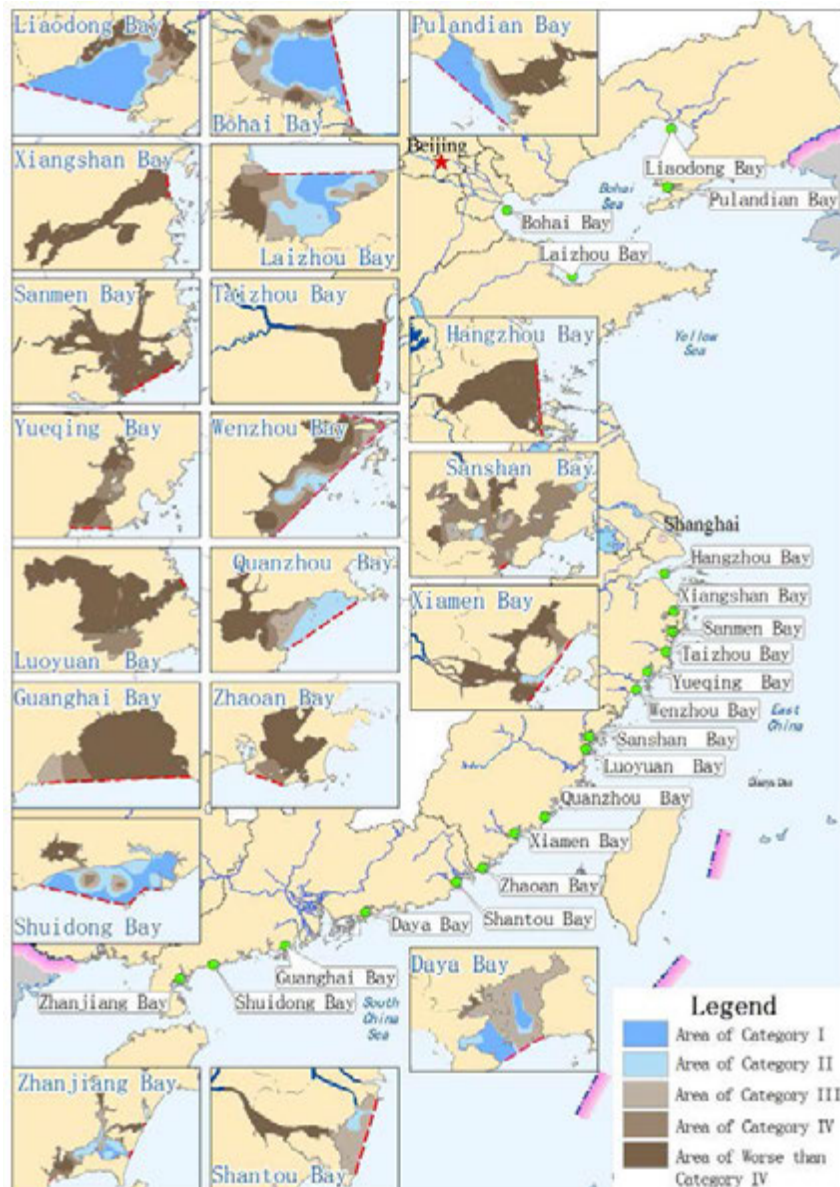 Liaodong Bay
Bohai Bay
Pulandian Bay
Xiangshan Bay
Laizhou Bay
Beijing
Bohai
Sea
Liaodong Bay
Pulandian Bay
Bohai Bay
Laizhou Bay
Sanmen Bay
Taizhou Bay
Hangzhou Bay
Yellow
Sea
Yueqing Bay
Wenzhou Bay
Sanshan Bay
Shanghai
Hangzhou Bay
Xiangshan Bay
Sanmen Bay
Taizhou Bay
Yueqing Bay
Wenzhou Bay
East
China
Luoyuan Bay
Quanzhou Bay
Xiamen Bay
Sanshan Bay
Luoyuan Bay
Guanghai Bay
Zhaoan Bay
Quanzhou Bay
Xiamen Bay
Zhaoan Bay
Shantou Bay
Daya Bay
Shuidong Bay
Guanghai Bay
Shuidong Bay
Zhanjiang Bay
South
China
Sea
Daya Bay
Zhanjiang Bay
Shantou Bay
Legend
Area of Category I
Area of Category II
Area of Category III
Area of Category IV
Area of Worse than
Category IV